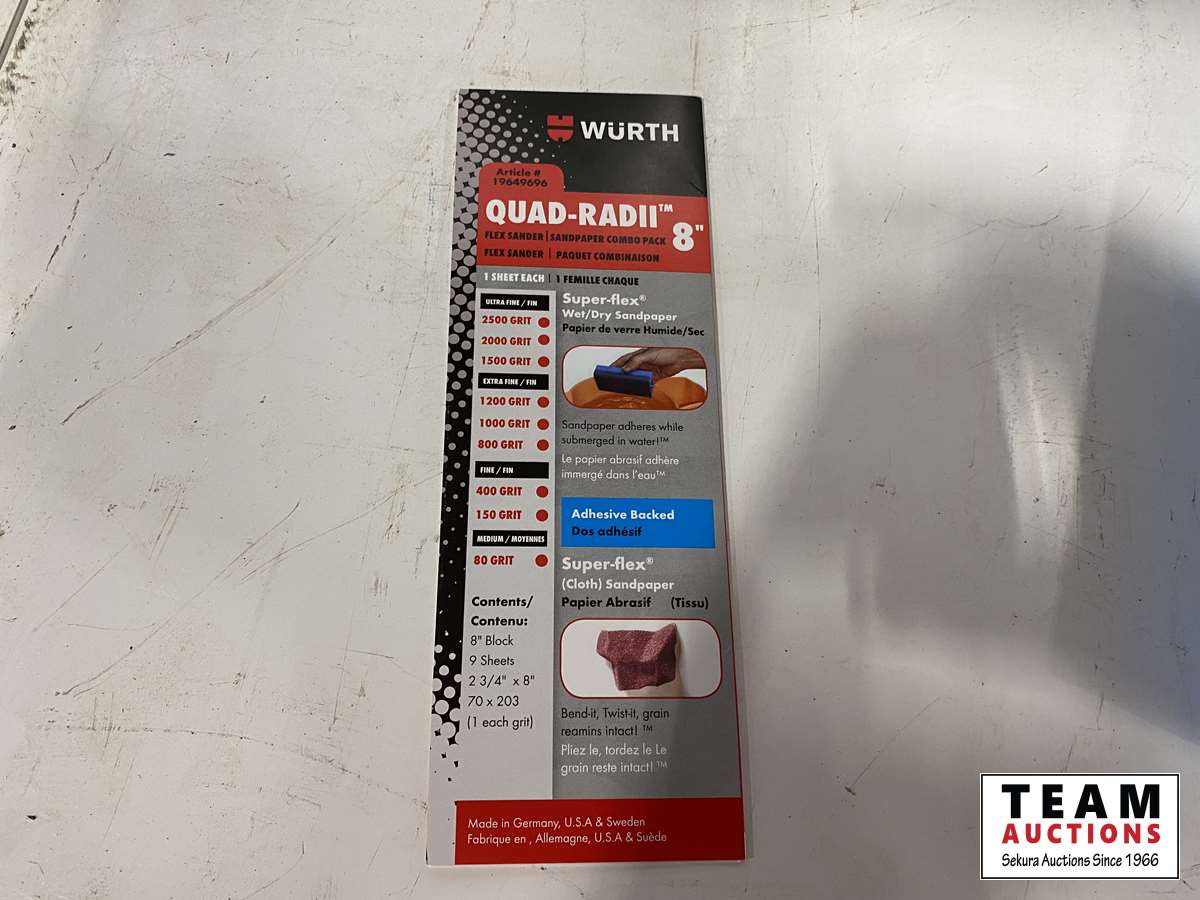 WÜRTH
Article #
19649696
QUAD-RADII™
8"
FLEX SANDER | SANDPAPER COMBO PACK
FLEX SANDER | PAQUET COMBINAISON
1 SHEET EACH | 1 FEMILLE CHAQUE
ULTRA FINE / FIN
2500 GRIT
2000 GRIT
1500 GRIT
EXTRA FINE / FIN
1200 GRIT
1000 GRIT
800 GRIT
FINE / FIN
400 GRIT
150 GRIT
MEDIUM / MOYENNES
80 GRIT
Contents/
Contenu:
8" Block
9 Sheets
2 3/4" x 8"
70 x 203
(1 each grit)
Super-flex®
Wet/Dry Sandpaper
Papier de verre Humide/Sec
Sandpaper adheres while
submerged in water!™
Le papier abrasif adhère
immergé dans l'eau™
Adhesive Backed
Dos adhésif
Super-flex®
(Cloth) Sandpaper
Papier Abrasif (Tissu)
Bend-it, Twist-it, grain
reamins intact! ™
Pliez le, tordez le Le
grain reste intact! ™
Made in Germany, U.S.A & Sweden
Fabrique en , Allemagne, U.S.A & Suède
TEAM
AUCTIONS
Sekura Auctions Since 1966